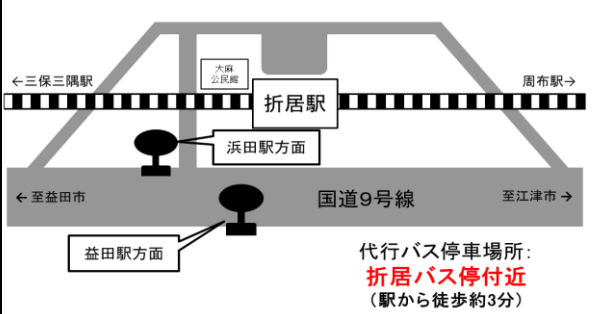 大麻
公民館
←三保三隅駅
周布駅→
折居駅
浜田駅方面
←至益田市
国道9号線
至江津市→
益田駅方面
代行バス停車場所:
折居バス停付近
（駅から徒歩約3分）